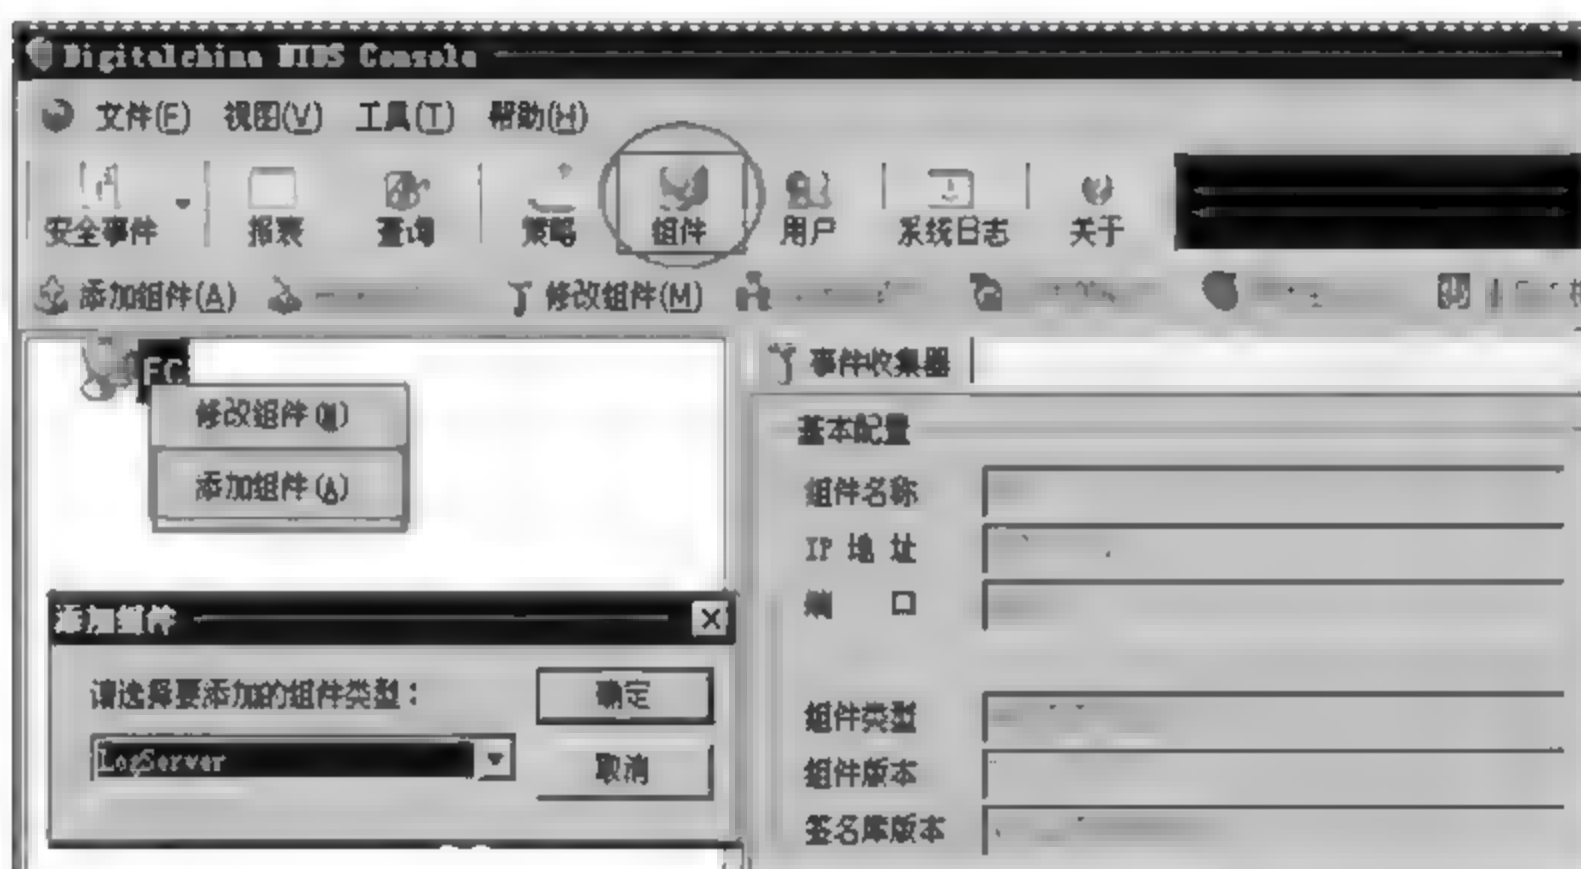 Digitalchina NIDS Console
文件(F) 视图(V) 工具(T) 帮助(H)
安全事件 报表 查询 策略 组件 用户 系统日志 关于
添加组件(A) 修改组件(M)
EC
修改组件(M)
添加组件(A)
事件收集器
基本配置
组件名称
IP 地 址
端 口
组件类型
组件版本
签名库版本
添加组件
请选择要添加的组件类型：
LogServer
确定
取消